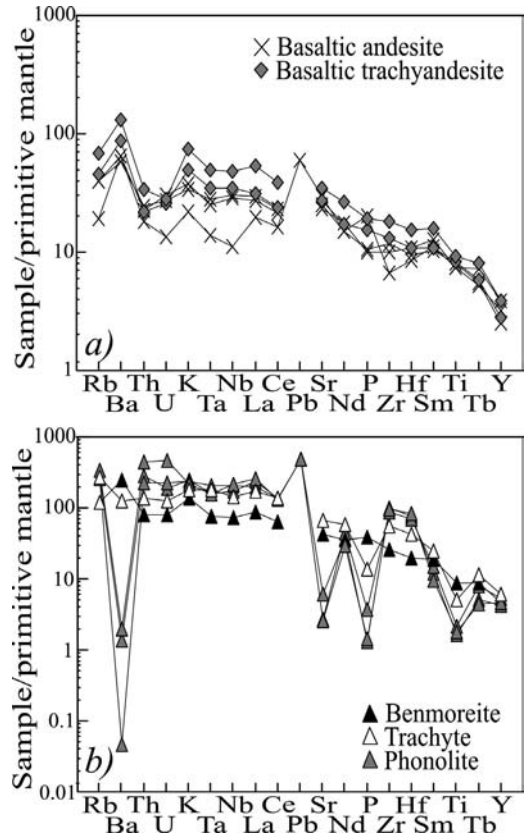 1000
Basaltic andesite
Basaltic trachyandesite
100
10
1
Sample/primitive mantle
a)
Rb Th K Nb Ce Sr P Hf Ti Y
Ba U Ta La Pb Nd Zr Sm Tb
1000
100
10
1
0.1
0.01
Sample/primitive mantle
b)
Benmoreite
Trachyte
Phonolite
Rb Th K Nb Ce Sr P Hf Ti Y
Ba U Ta La Pb Nd Zr Sm Tb